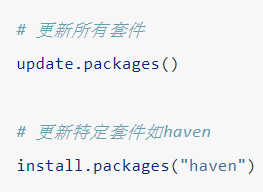 # 更新所有套件
update.packages()
# 更新特定套件如haven
install.packages("haven")